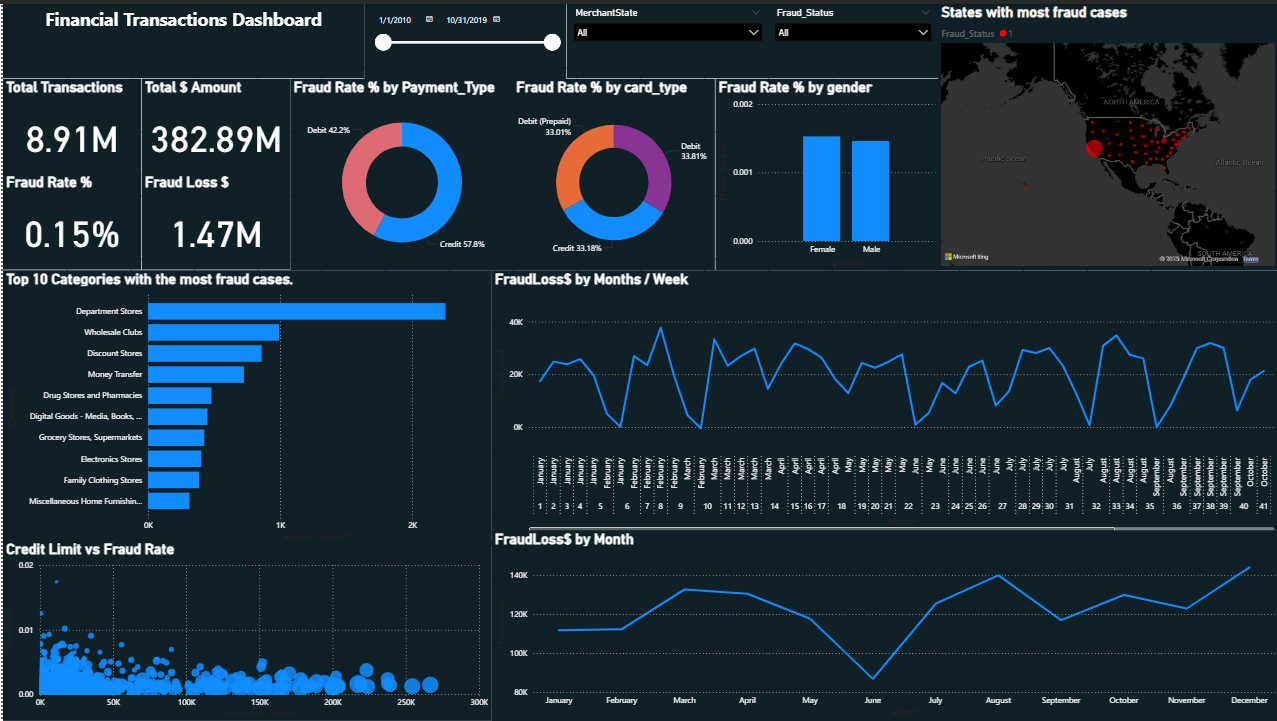 Financial Transactions Dashboard
1/1/2010
10/31/2019
MerchantState
All
Fraud_Status
All
States with most fraud cases
Fraud_Status 1
NORTH AMERICA
Pacific Ocean
Atlantic Ocean
SOUTH AMERICA
Microsoft Bing
© 2025 Microsoft Corporation Terms
Total Transactions
8.91M
Total $ Amount
382.89M
Fraud Rate %
0.15%
Fraud Loss $
1.47M
Fraud Rate % by Payment_Type
Debit 42.2%
Credit 57.8%
Fraud Rate % by card_type
Debit (Prepaid)
33.01%
Debit
33.81%
Credit 33.18%
Fraud Rate % by gender
0.002
0.001
0.000
Female
Male
Top 10 Categories with the most fraud cases.
Department Stores
Wholesale Clubs
Discount Stores
Money Transfer
Drug Stores and Pharmacies
Digital Goods - Media, Books, ...
Grocery Stores, Supermarkets
Electronics Stores
Family Clothing Stores
Miscellaneous Home Furnishin...
0K 1K 2K
FraudLoss$ by Months / Week
40K
20K
0K
January January January January January February January February February February February March February March March March March March April April April April April May May May May May June May June June June June July July July July July August July August August August September August September September September September October October
1 2 3 4 5 6 7 8 9 10 11 12 13 14 15 16 17 18 19 20 21 22 23 24 25 26 27 28 29 30 31 32 33 34 35 36 37 38 39 40 41
Credit Limit vs Fraud Rate
0.02
0.01
0.00
0K 50K 100K 150K 200K 250K 300K
FraudLoss$ by Month
140K
120K
100K
80K
January February March April May June July August September October November December